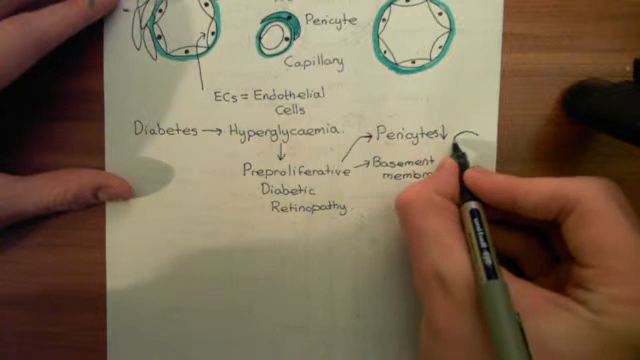 Pericyte
Capillary
ECs = Endothelial
Cells
Diabetes → Hyperglycaemia.
Pericytes↓
Preproliferative
Basement
Diabetic
Retinopathy